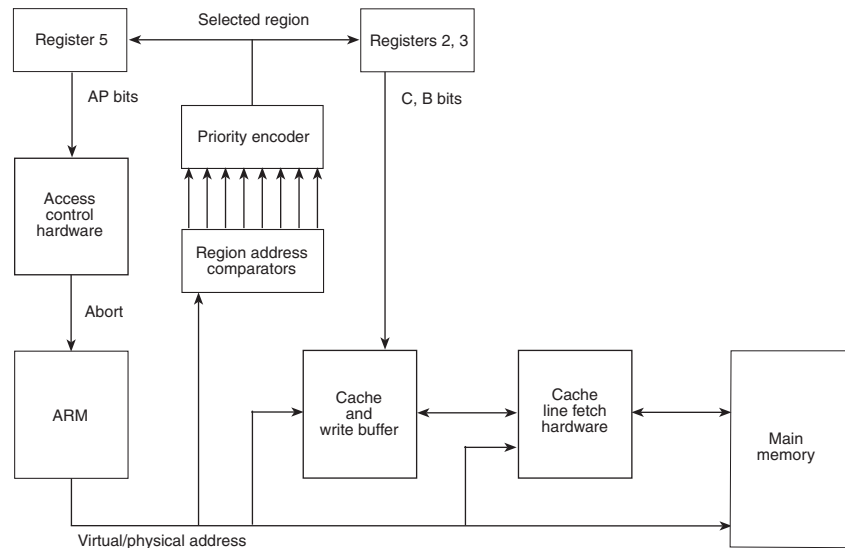 Selected region
Register 5
Registers 2, 3
AP bits
C, B bits
Priority encoder
Access
control
hardware
Region address
comparators
Abort
ARM
Cache
and
write buffer
Cache
line fetch
hardware
Main
memory
Virtual/physical address